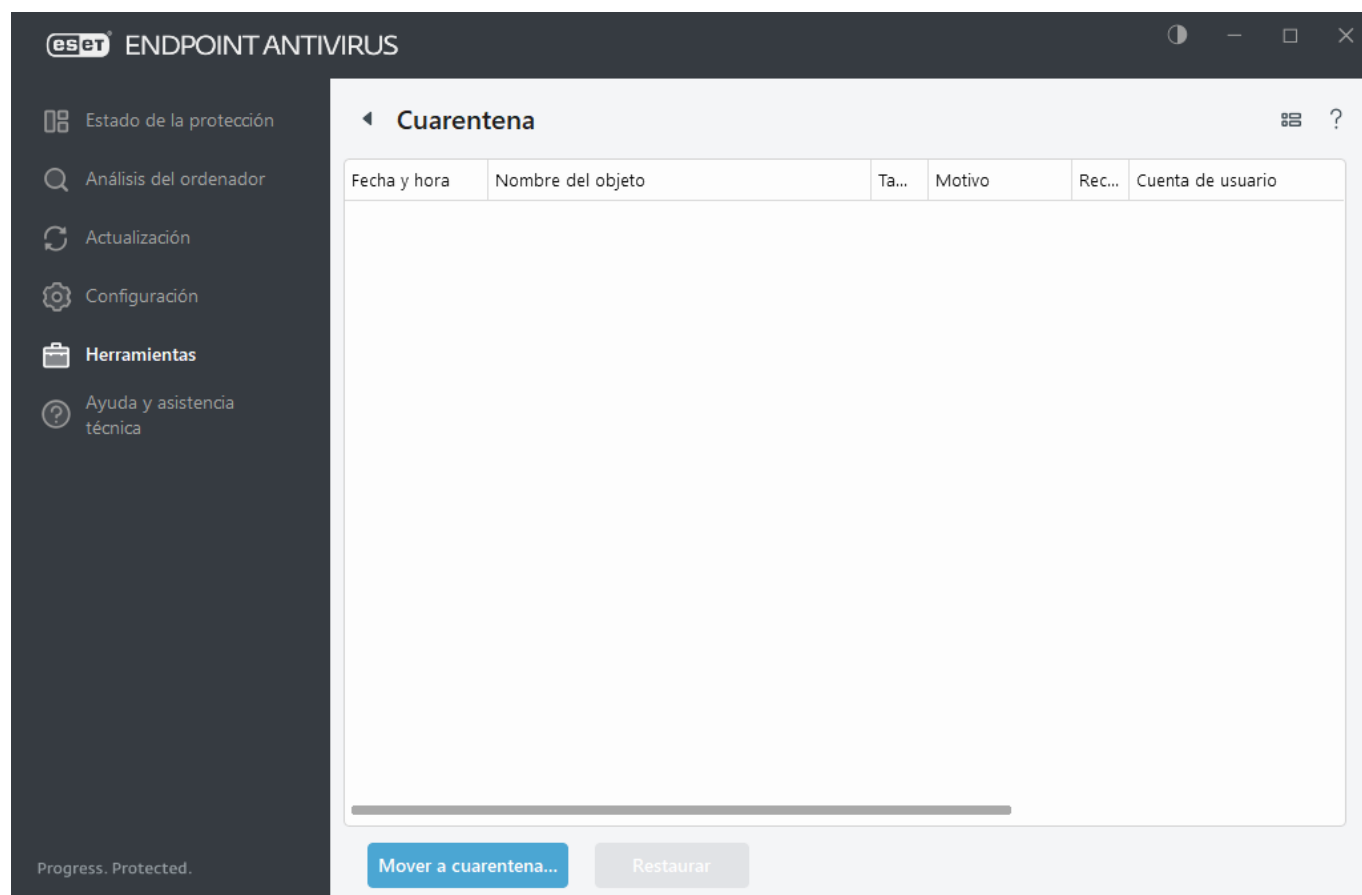 eset ENDPOINT ANTIVIRUS
Estado de la protección
Análisis del ordenador
Actualización
Configuración
Herramientas
Ayuda y asistencia
técnica
Progress. Protected.
Cuarentena
?
Fecha y hora Nombre del objeto Ta... Motivo Rec... Cuenta de usuario
Mover a cuarentena... Restaurar